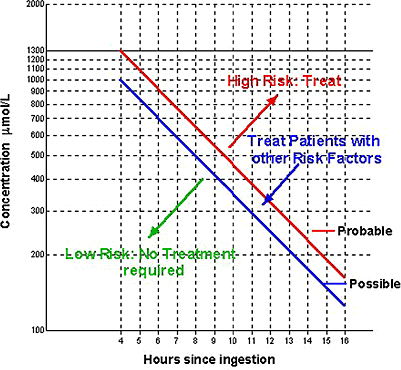 2000
1300
1000
900
800
700
600
500
400
300
200
100
Concentration µmol/L
High Risk: Treat
Treat Patients with
other Risk Factors
Low Risk: No Treatment
required
Probable
Possible
4 5 6 7 8 9 10 11 12 13 14 15 16
Hours since ingestion